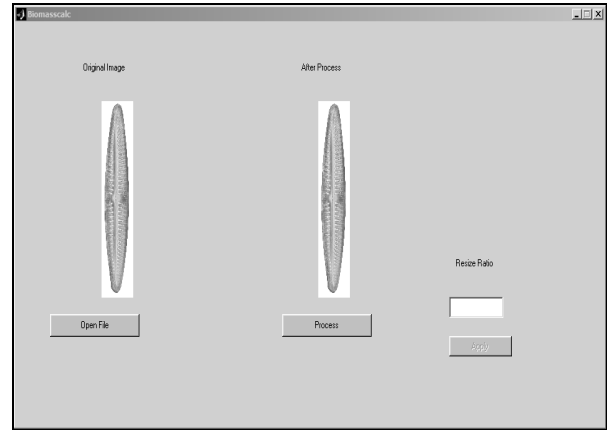 Biomasscalc
Original Image
After Process
Resize Ratio
Open File
Process
Apply